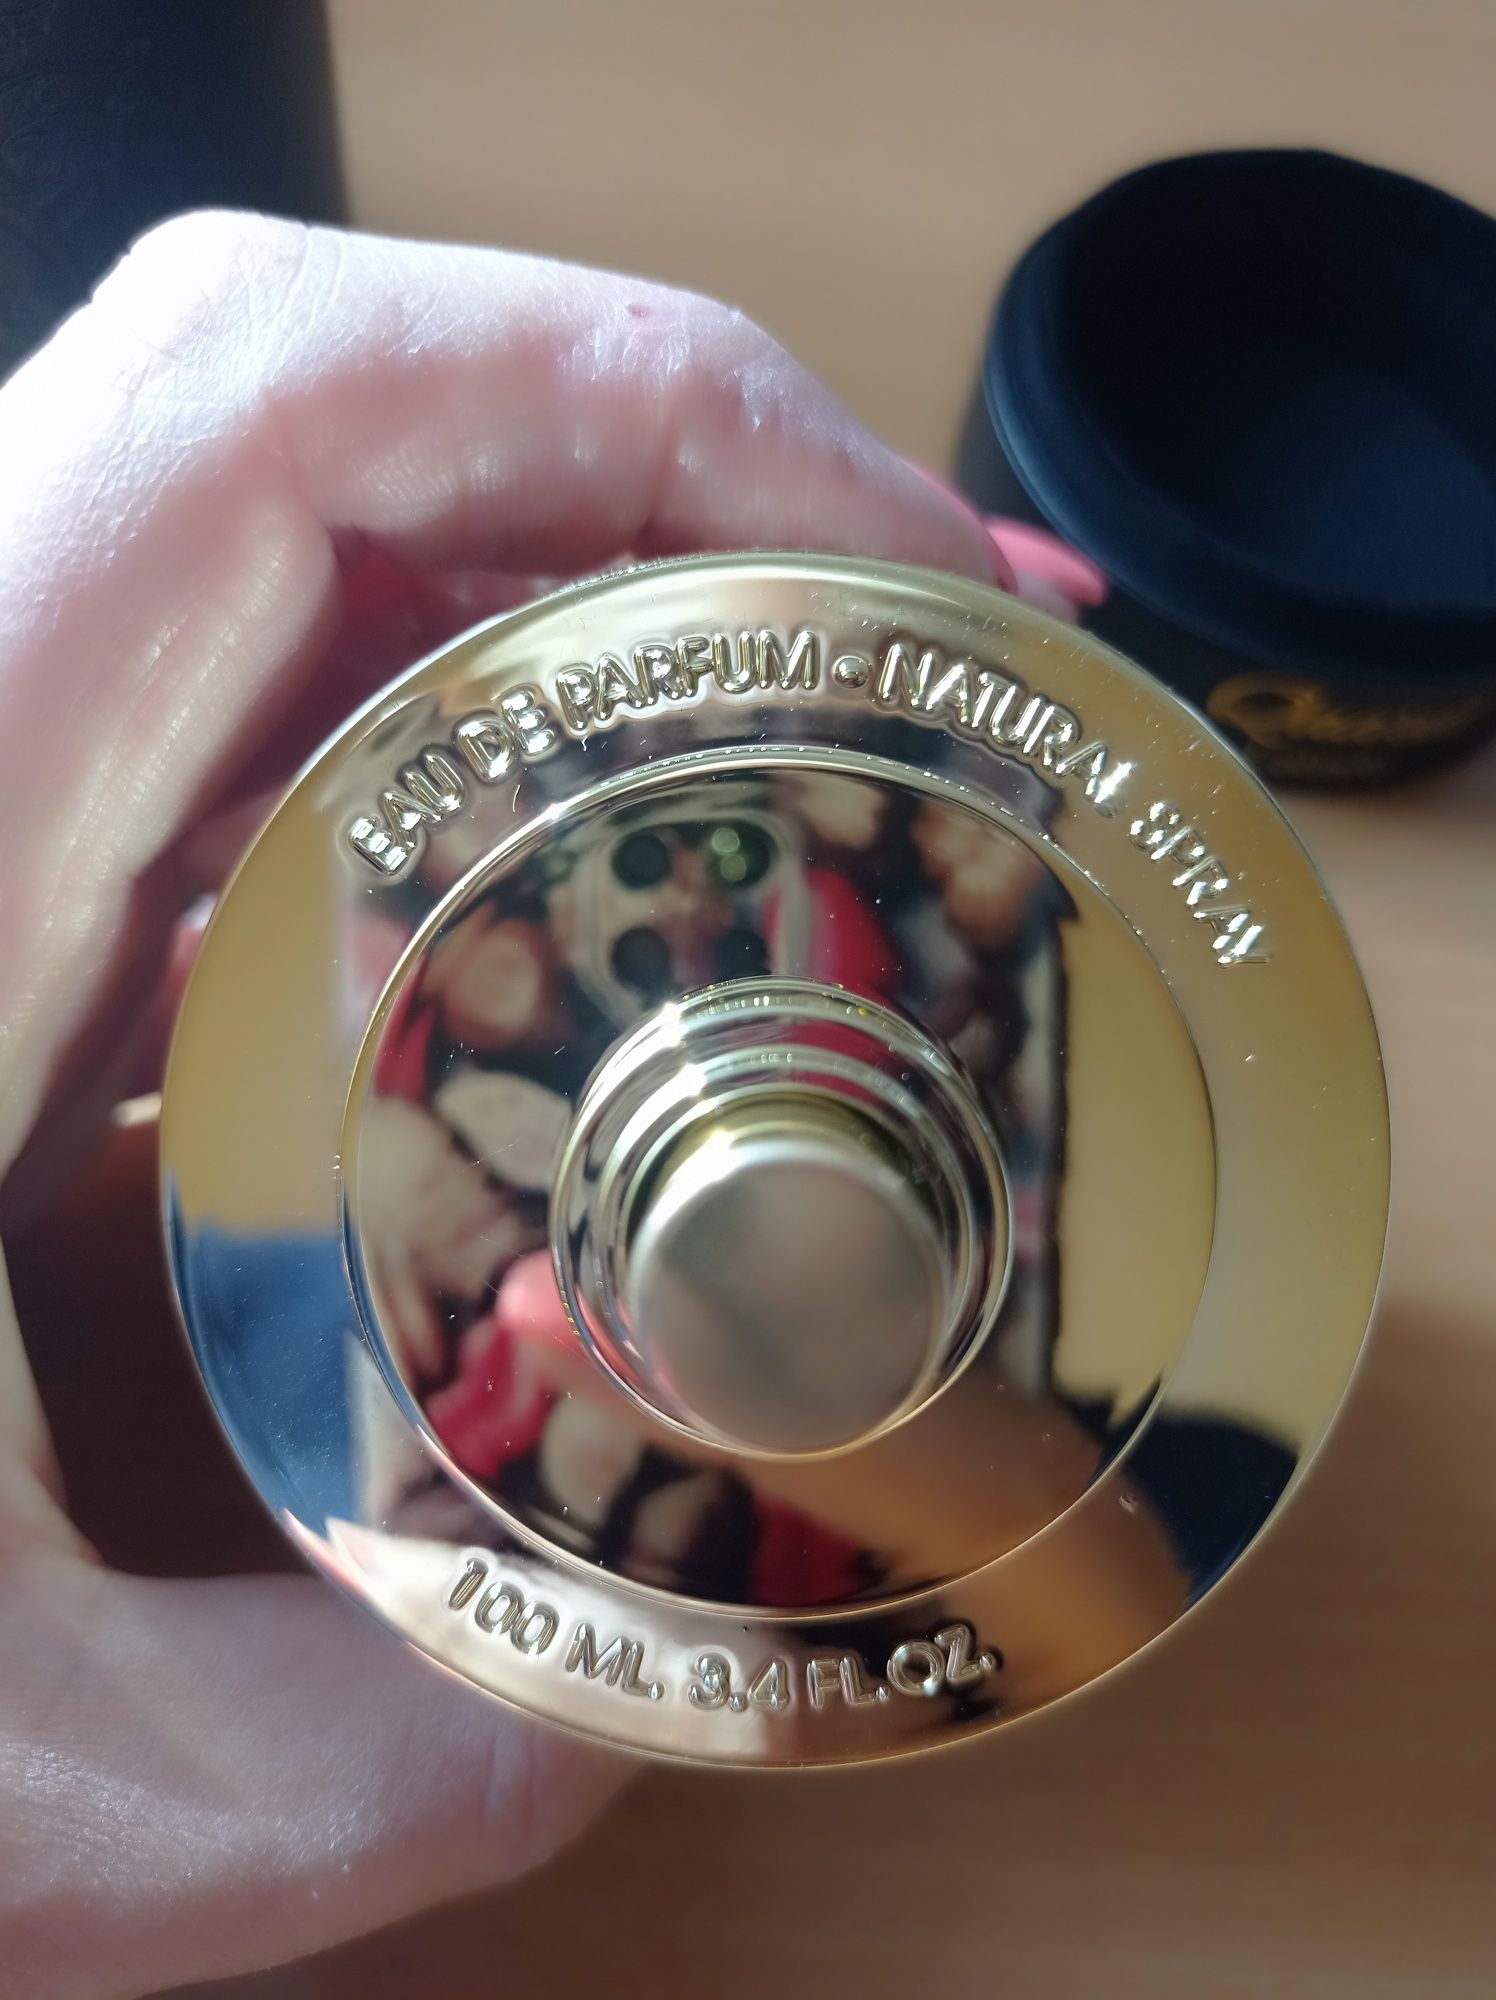 EAU DE PARFUM • NATURAL SPRAY
100 ML. 3.4 FL.OZ.